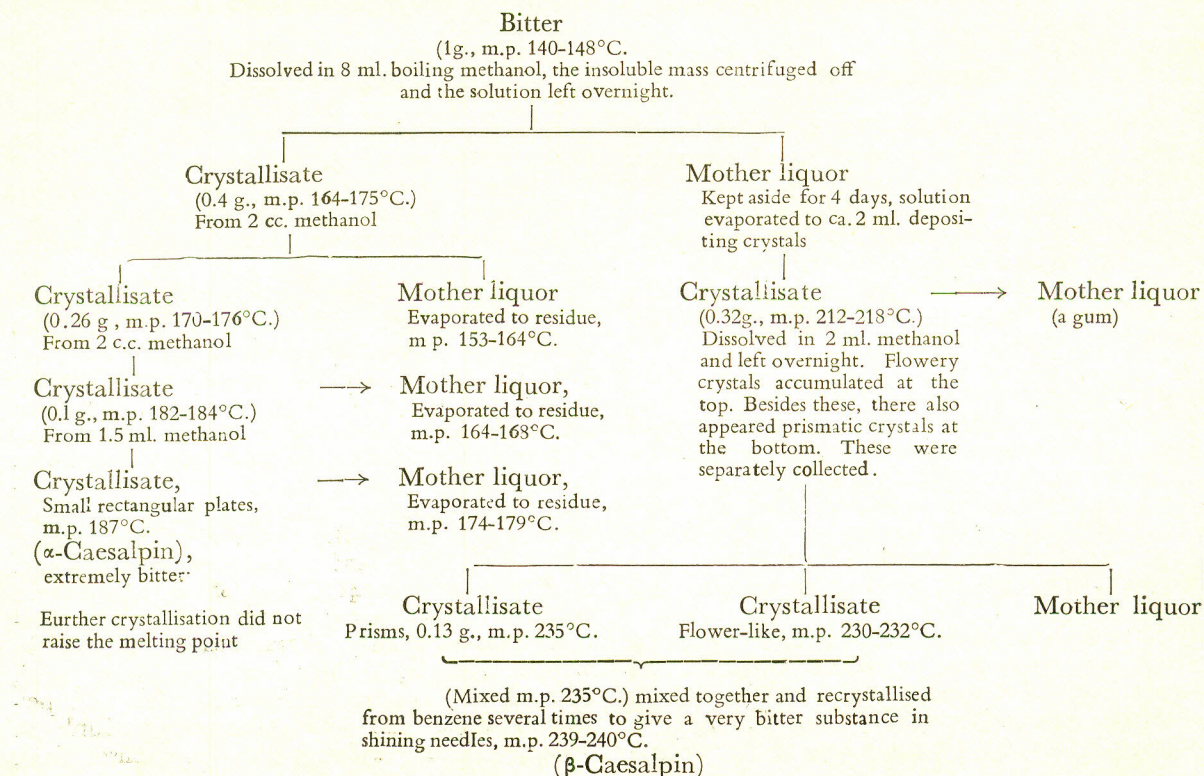 Bitter
(1g., m.p. 140-148°C.
Dissolved in 8 ml. boiling methanol, the insoluble mass centrifuged off
and the solution left overnight.
Crystallisate
(0.4 g., m.p. 164-175°C.)
From 2 cc. methanol
Mother liquor
Kept aside for 4 days, solution
evaporated to ca. 2 ml. deposi-
ting crystals
Crystallisate
(0.26 g , m.p. 170-176°C.)
From 2 c.c. methanol
Mother liquor
Evaporated to residue,
m p. 153-164°C.
Crystallisate
(0.32g., m.p. 212-218°C.)
Dissolved in 2 ml. methanol
and left overnight. Flowery
crystals accumulated at the
top. Besides these, there also
appeared prismatic crystals at
the bottom. These were
separately collected.
Mother liquor
(a gum)
Crystallisate
(0.1 g., m.p. 182-184°C.)
From 1.5 ml. methanol
Mother liquor,
Evaporated to residue,
m.p. 164-168°C.
Crystallisate,
Small rectangular plates,
m.p. 187°C.
(α-Caesalpin),
extremely bitter
Mother liquor,
Evaporated to residue,
m.p. 174-179°C.
Eurther crystallisation did not
raise the melting point
Crystallisate
Prisms, 0.13 g., m.p. 235°C.
Crystallisate
Flower-like, m.p. 230-232°C.
Mother liquor
(Mixed m.p. 235°C.) mixed together and recrystallised
from benzene several times to give a very bitter substance in
shining needles, m.p. 239-240°C.
(β-Caesalpin)